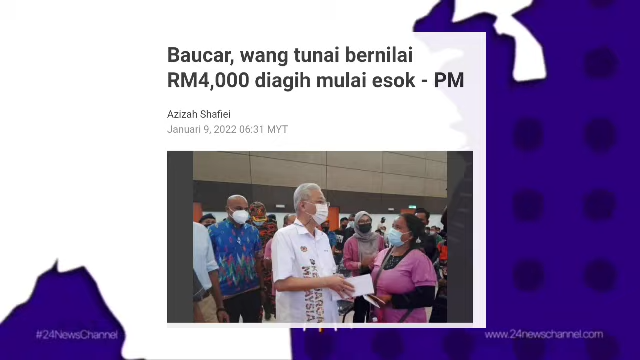 Baucar, wang tunai bernilai
RM4,000 diagih mulai esok - PM
Azizah Shafiei
Januari 9, 2022 06:31 MYT
#24NewsChannel
www.24newschannel.com